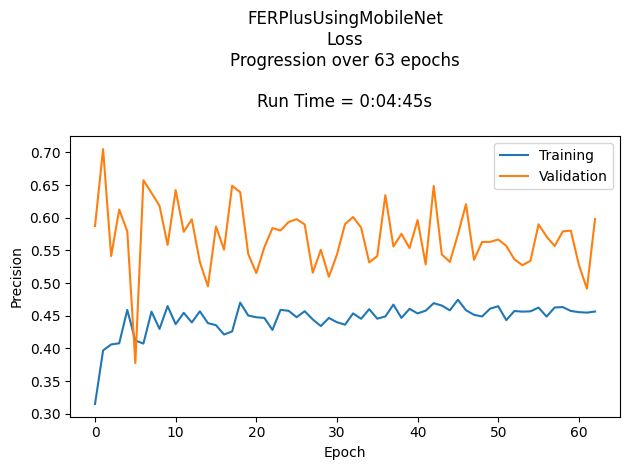 FERPlusUsingMobileNet
Loss
Progression over 63 epochs
Run Time = 0:04:45s
Training
Validation
Precision
0.70
0.65
0.60
0.55
0.50
0.45
0.40
0.35
0.30
0 10 20 30 40 50 60
Epoch